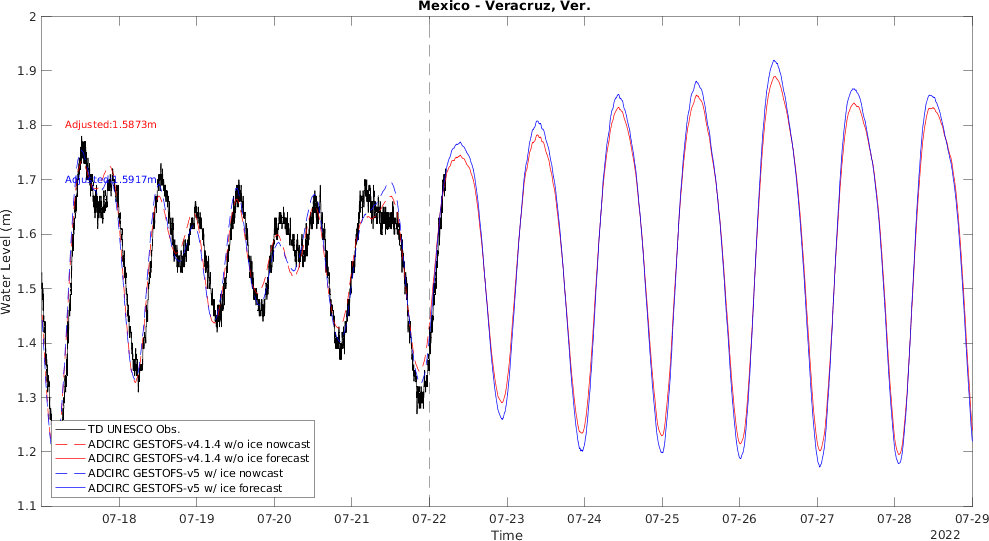 Mexico - Veracruz, Ver.
2
1.9
1.8
1.7
1.6
1.5
1.4
1.3
1.2
1.1
Water Level (m)
Adjusted:1.5873m
Adjusted:1.5917m
TD UNESCO Obs.
ADCIRC GESTOFS-v4.1.4 w/o ice nowcast
ADCIRC GESTOFS-v4.1.4 w/o ice forecast
ADCIRC GESTOFS-v5 w/ ice nowcast
ADCIRC GESTOFS-v5 w/ ice forecast
07-18 07-19 07-20 07-21 07-22 07-23 07-24 07-25 07-26 07-27 07-28 07-29
Time
2022